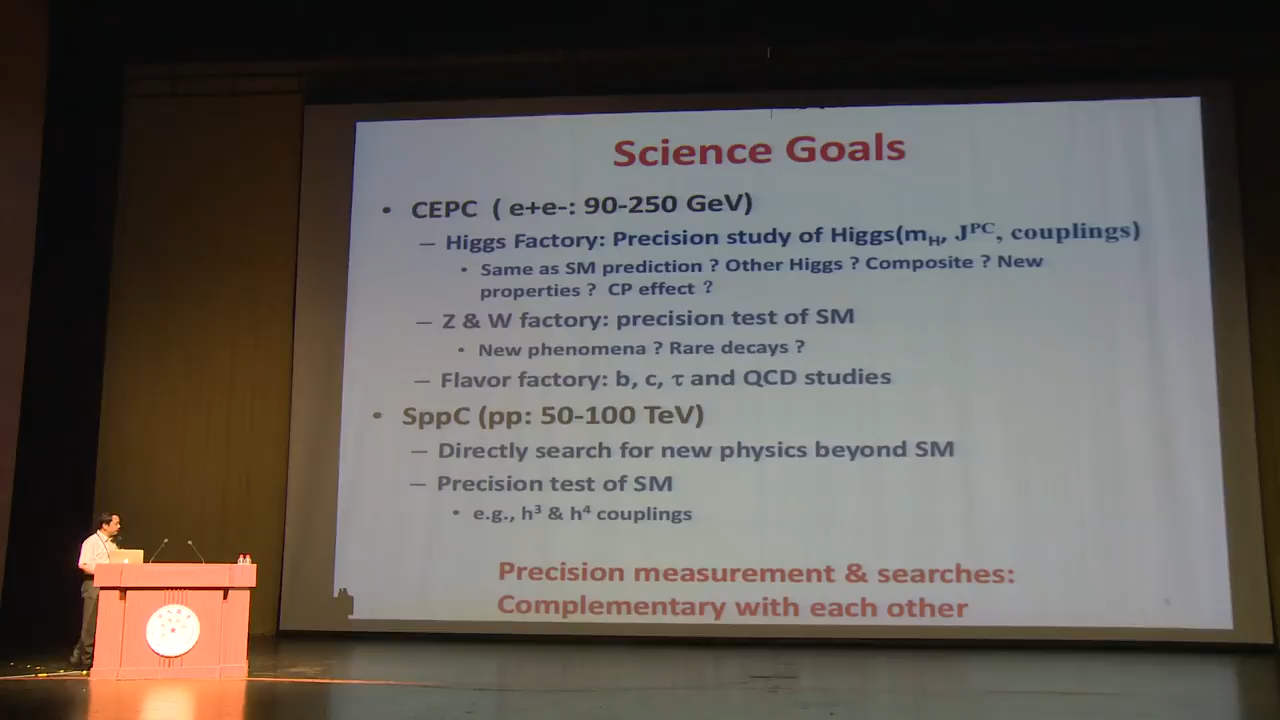 Science Goals
• CEPC ( e+e-: 90-250 GeV)
– Higgs Factory: Precision study of Higgs(mH, JPC, couplings)
• Same as SM prediction ? Other Higgs ? Composite ? New
properties ? CP effect ?
– Z & W factory: precision test of SM
• New phenomena ? Rare decays ?
– Flavor factory: b, c, τ and QCD studies
• SppC (pp: 50-100 TeV)
– Directly search for new physics beyond SM
– Precision test of SM
• e.g., h³ & h⁴ couplings
Precision measurement & searches:
Complementary with each other